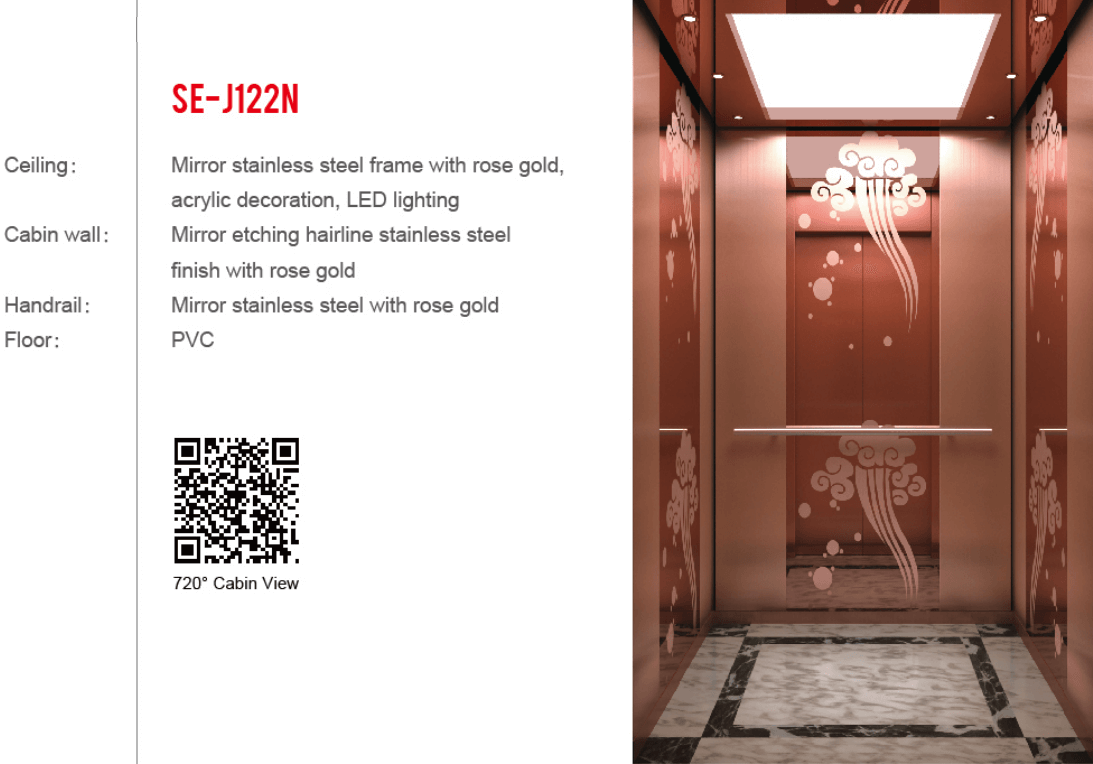 SE-J122N
Ceiling: Mirror stainless steel frame with rose gold,
acrylic decoration, LED lighting
Cabin wall: Mirror etching hairline stainless steel
finish with rose gold
Handrail: Mirror stainless steel with rose gold
Floor: PVC
720° Cabin View